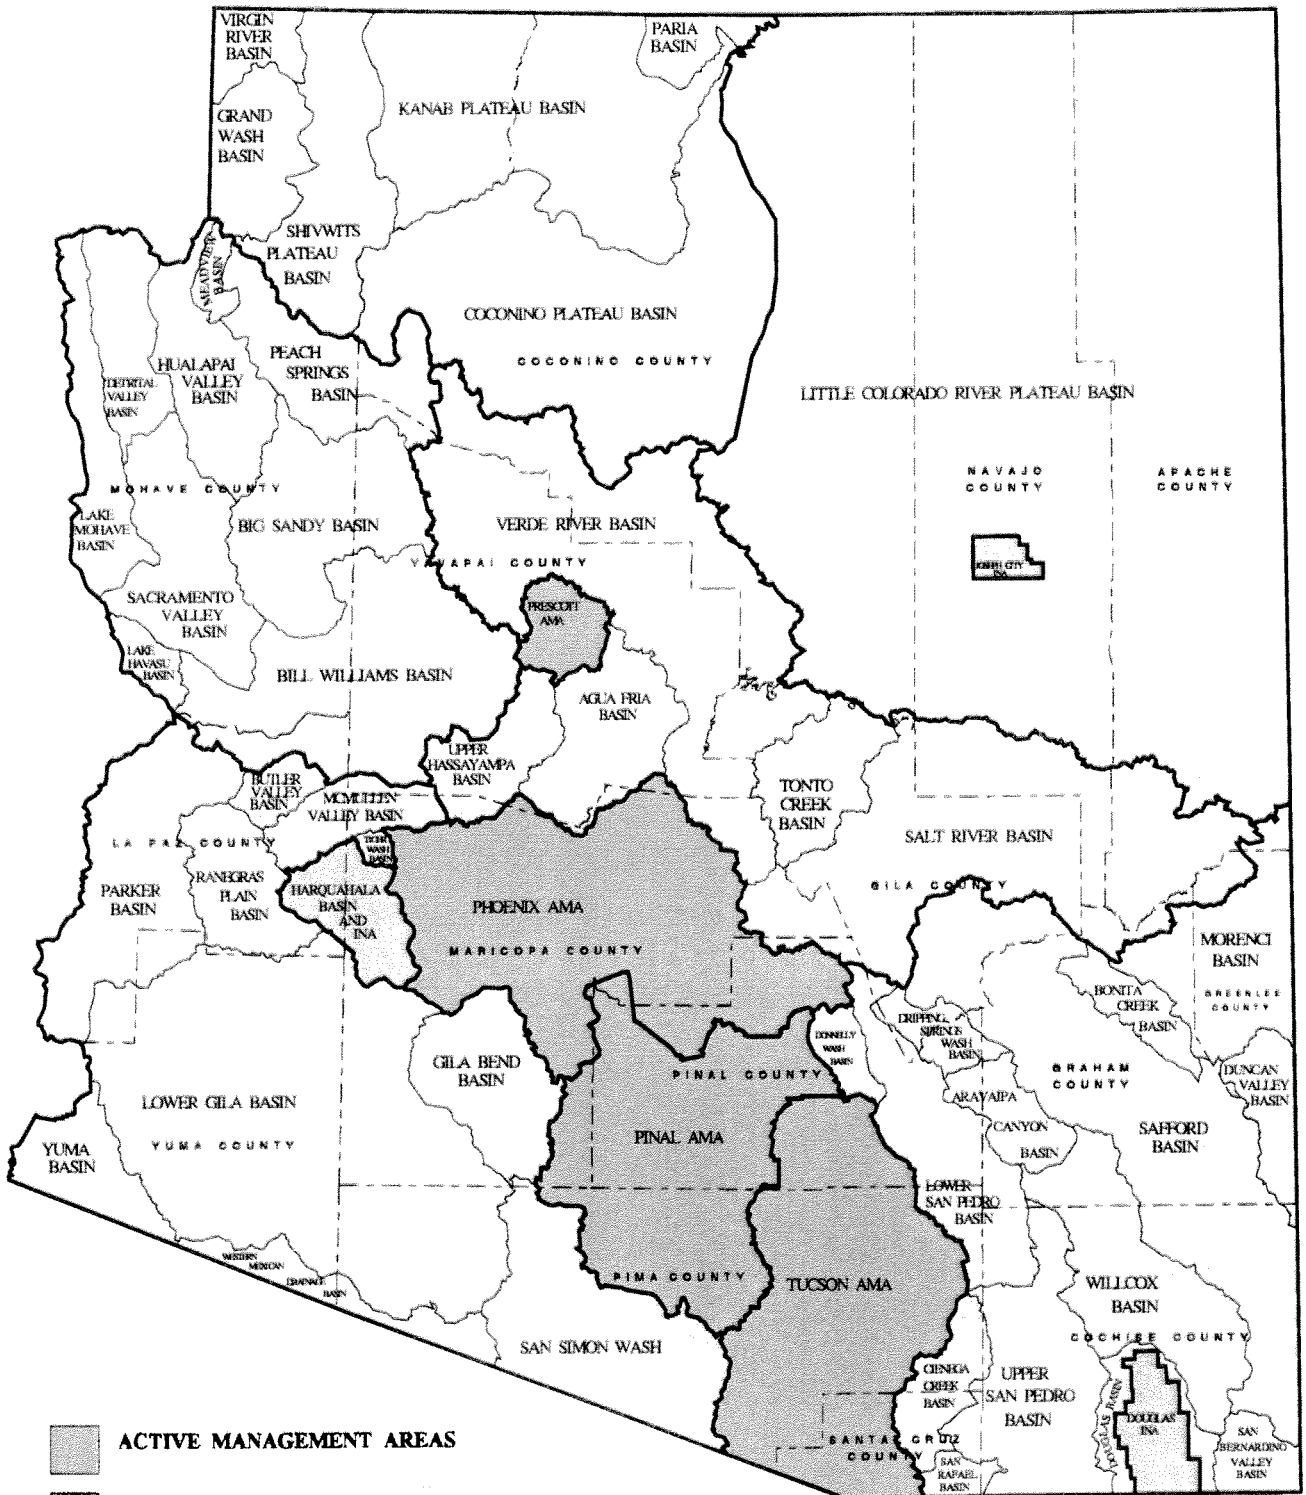 VIRGIN
RIVER
BASIN
PARIA
BASIN
GRAND
WASH
BASIN
KANAB PLATEAU BASIN
SHIVWITS
PLATEAU
BASIN
MEADVIEW
BASIN
COCONINO PLATEAU BASIN
COCONINO COUNTY
HUALAPAI
VALLEY
BASIN
PEACH
SPRINGS
BASIN
DETRITAL
VALLEY
BASIN
LITTLE COLORADO RIVER PLATEAU BASIN
NAVAJO
COUNTY
APACHE
COUNTY
MOHAVE COUNTY
LAKE
MOHAVE
BASIN
BIG SANDY BASIN
VERDE RIVER BASIN
YAVAPAI COUNTY
JOSEPH CITY
INA
SACRAMENTO
VALLEY
BASIN
PRESCOTT
AMA
LAKE
HAVASU
BASIN
BILL WILLIAMS BASIN
AGUA FRIA
BASIN
UPPER
HASSAYAMPA
BASIN
BUTLER
VALLEY
BASIN
MCMULLEN
VALLEY BASIN
TONTO
CREEK
BASIN
SALT RIVER BASIN
LA PAZ COUNTY
TIGER
WASH
BASIN
PARKER
BASIN
RANEGRAS
PLAIN
BASIN
HARQUAHALA
BASIN
AND
INA
PHOENIX AMA
MARICOPA COUNTY
GILA COUNTY
MORENCI
BASIN
GREENLEE
COUNTY
BONITA
CREEK
BASIN
DRIPPING
SPRINGS
WASH
BASIN
DONNELLY
WASH
BASIN
GILA BEND
BASIN
PINAL COUNTY
GRAHAM
COUNTY
DUNCAN
VALLEY
BASIN
LOWER GILA BASIN
YUMA COUNTY
YUMA
BASIN
PINAL AMA
ARAVAIPA
CANYON
BASIN
SAFFORD
BASIN
LOWER
SAN PEDRO
BASIN
WESTERN
MEXICAN
DRAINAGE
BASIN
PIMA COUNTY
TUCSON AMA
WILLCOX
BASIN
COCHISE COUNTY
SAN SIMON WASH
CIENEGA
CREEK
BASIN
UPPER
SAN PEDRO
BASIN
DOUGLAS BASIN
DOUGLAS
INA
SANTA CRUZ
COUNTY
SAN
RAFAEL
BASIN
SAN
BERNARDINO
VALLEY
BASIN
ACTIVE MANAGEMENT AREAS